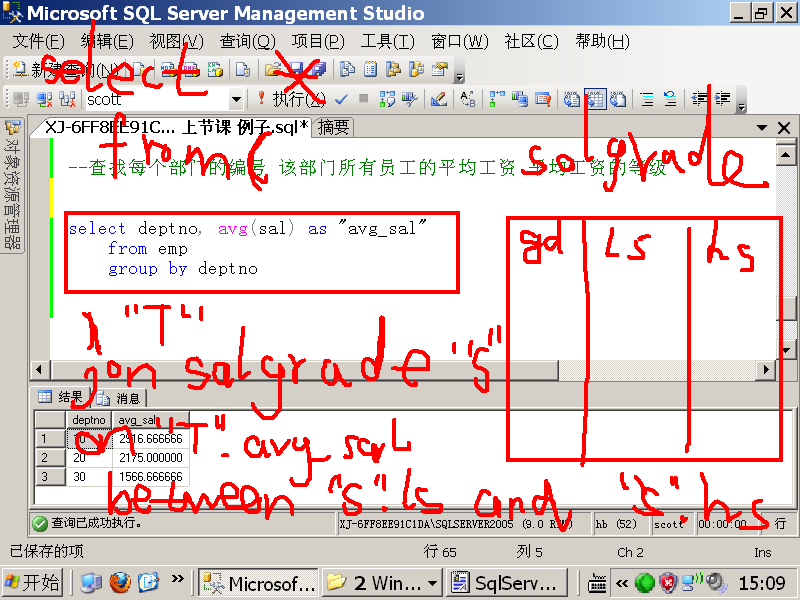 Microsoft SQL Server Management Studio
文件(F) 编辑(E) 视图(V) 查询(Q) 项目(P) 工具(T) 窗口(W) 社区(C) 帮助(H)
select *
新建查询(N)
scott 执行(X)
XJ-6FF8EE91C... 上节课 例子.sql* 摘要
from (
salgrade
对象资源管理器
--查找每个部门的编号 该部门所有员工的平均工资 平均工资的等级
select deptno, avg(sal) as "avg_sal"
from emp
group by deptno
gd ls hs
) "T"
join salgrade "S"
on "T".avg_sal
between "S".ls and "S".hs
结果 消息
deptno avg_sal
1 10 2916.666666
2 20 2175.000000
3 30 1566.666666
查询已成功执行。 XJ-6FF8EE91C1DA\SQLSERVER2005 (9.0 RTM) hb (52) scott 00:00:00 行
已保存的项 行 65 列 5 Ch 2 Ins
开始 Microsof... 2 Win... SqlServ... 15:09